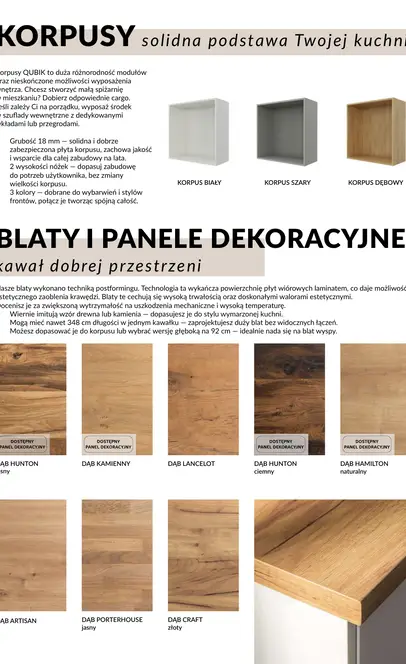 KORPUSY solidna podstawa Twojej kuchni
orpusy QUBIK to duża różnorodność modułów
raz nieskończone możliwości wyposażenia
nętrza. Chcesz stworzyć małą spiżarnię
mieszkaniu? Dobierz odpowiednie cargo.
eśli zależy Ci na porządku, wyposaż środek
szuflady wewnętrzne z dedykowanymi
kładami lub przegrodami.
Grubość 18 mm — solidna i dobrze
zabezpieczona płyta korpusu, zachowa jakość
i wsparcie dla całej zabudowy na lata.
2 wysokości nóżek — dopasuj zabudowę
do potrzeb użytkownika, bez zmiany
wielkości korpusu.
3 kolory — dobrane do wybarwień i stylów
frontów, połącz je tworząc spójną całość.
KORPUS BIAŁY
KORPUS SZARY
KORPUS DĘBOWY
BLATY I PANELE DEKORACYJNE
kawał dobrej przestrzeni
Nasze blaty wykonano techniką postformingu. Technologia ta wykańcza powierzchnię płyt wiórowych laminatem, co daje możliwość
stetycznego zaoblenia krawędzi. Blaty te cechują się wysoką trwałością oraz doskonałymi walorami estetycznymi.
Docenisz je za zwiększoną wytrzymałość na uszkodzenia mechaniczne i wysoką temperaturę.
Wiernie imitują wzór drewna lub kamienia — dopasujesz je do stylu wymarzonej kuchni.
Mogą mieć nawet 348 cm długości w jednym kawałku — zaprojektujesz duży blat bez widocznych łączeń.
Możesz dopasować je do korpusu lub wybrać wersję głęboką na 92 cm — idealnie nada się na blat wyspy.
DOSTĘPNY
PANEL DEKORACYJNY
DOSTĘPNY
PANEL DEKORACYJNY
DOSTĘPNY
PANEL DEKORACYJNY
DOSTĘPNY
PANEL DEKORACYJNY
DĄB HUNTON
sny
DĄB KAMIENNY
DĄB LANCELOT
DĄB HUNTON
ciemny
DĄB HAMILTON
naturalny
DĄB ARTISAN
DĄB PORTERHOUSE
jasny
DĄB CRAFT
złoty